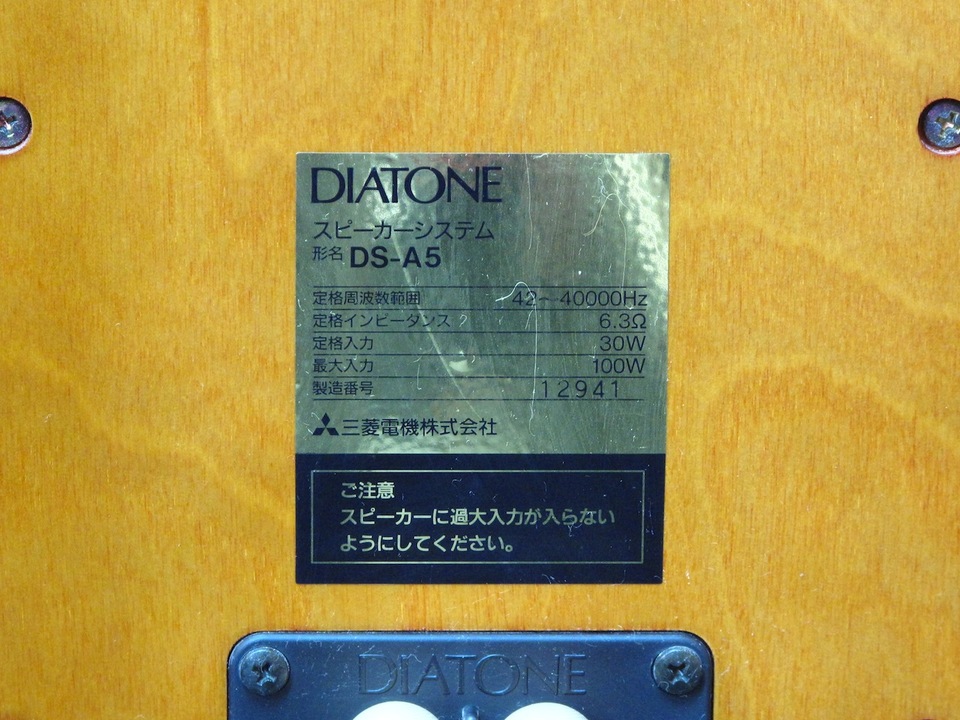 DIATONE
スピーカーシステム
形名 DS-A5
定格周波数範囲 42~40000Hz
定格インピータンス 6.3Ω
定格入力 30W
最大入力 100W
製造番号 12941
三菱電機株式会社
ご注意
スピーカーに過大入力が入らない
ようにしてください。
DIATONE